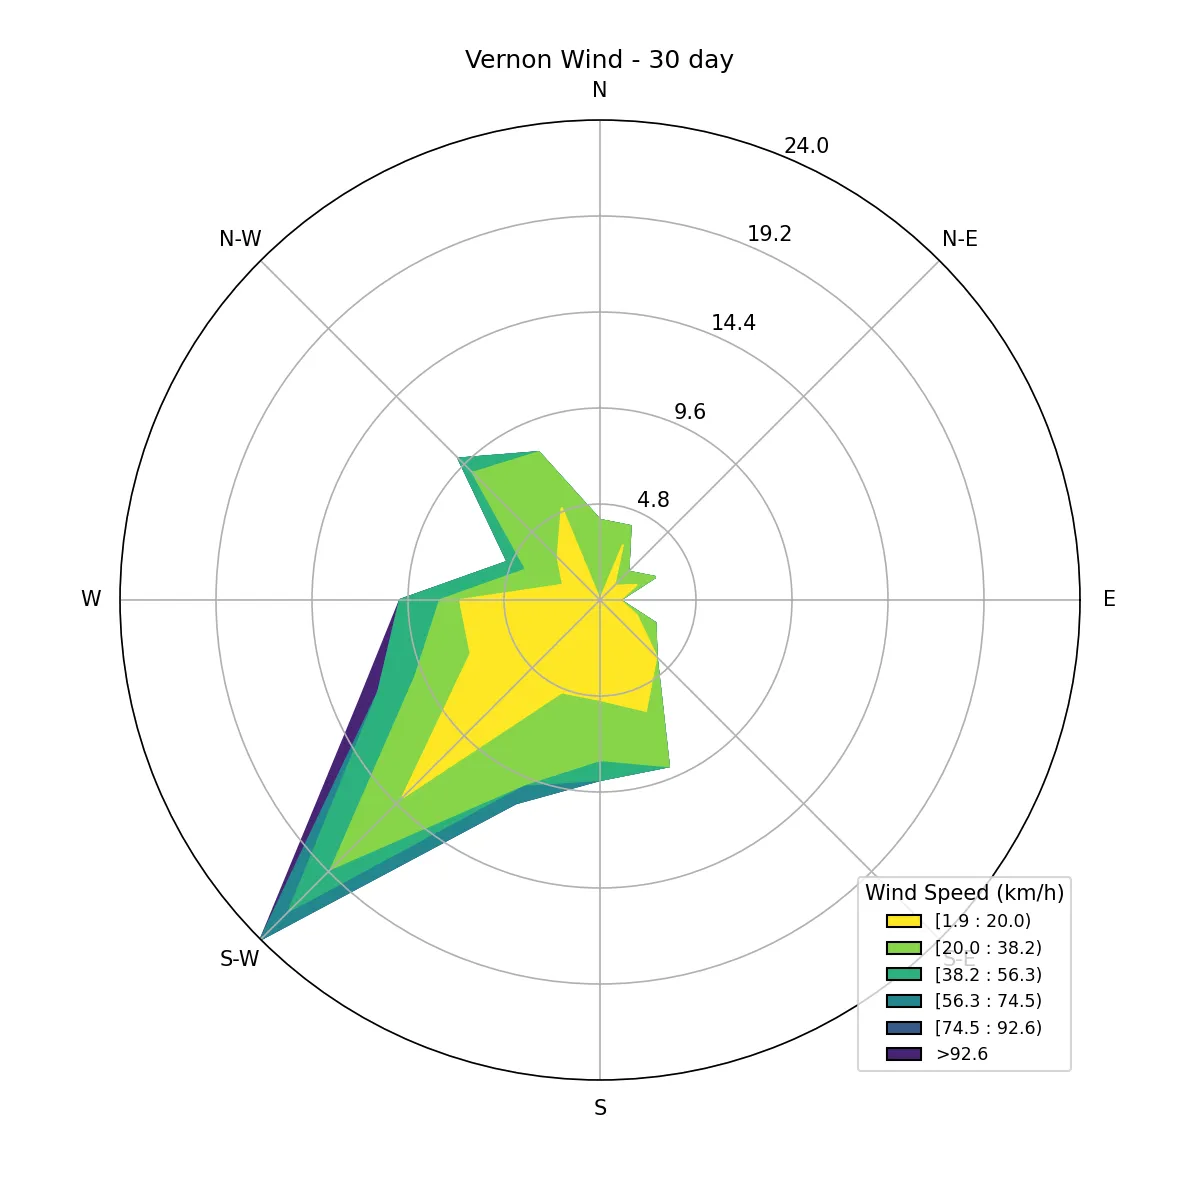 Vernon Wind - 30 day
N
24.0
19.2
N-W
N-E
14.4
9.6
4.8
W
E
S-W
S-E
Wind Speed (km/h)
[1.9 : 20.0)
[20.0 : 38.2)
[38.2 : 56.3)
[56.3 : 74.5)
[74.5 : 92.6)
>92.6
S